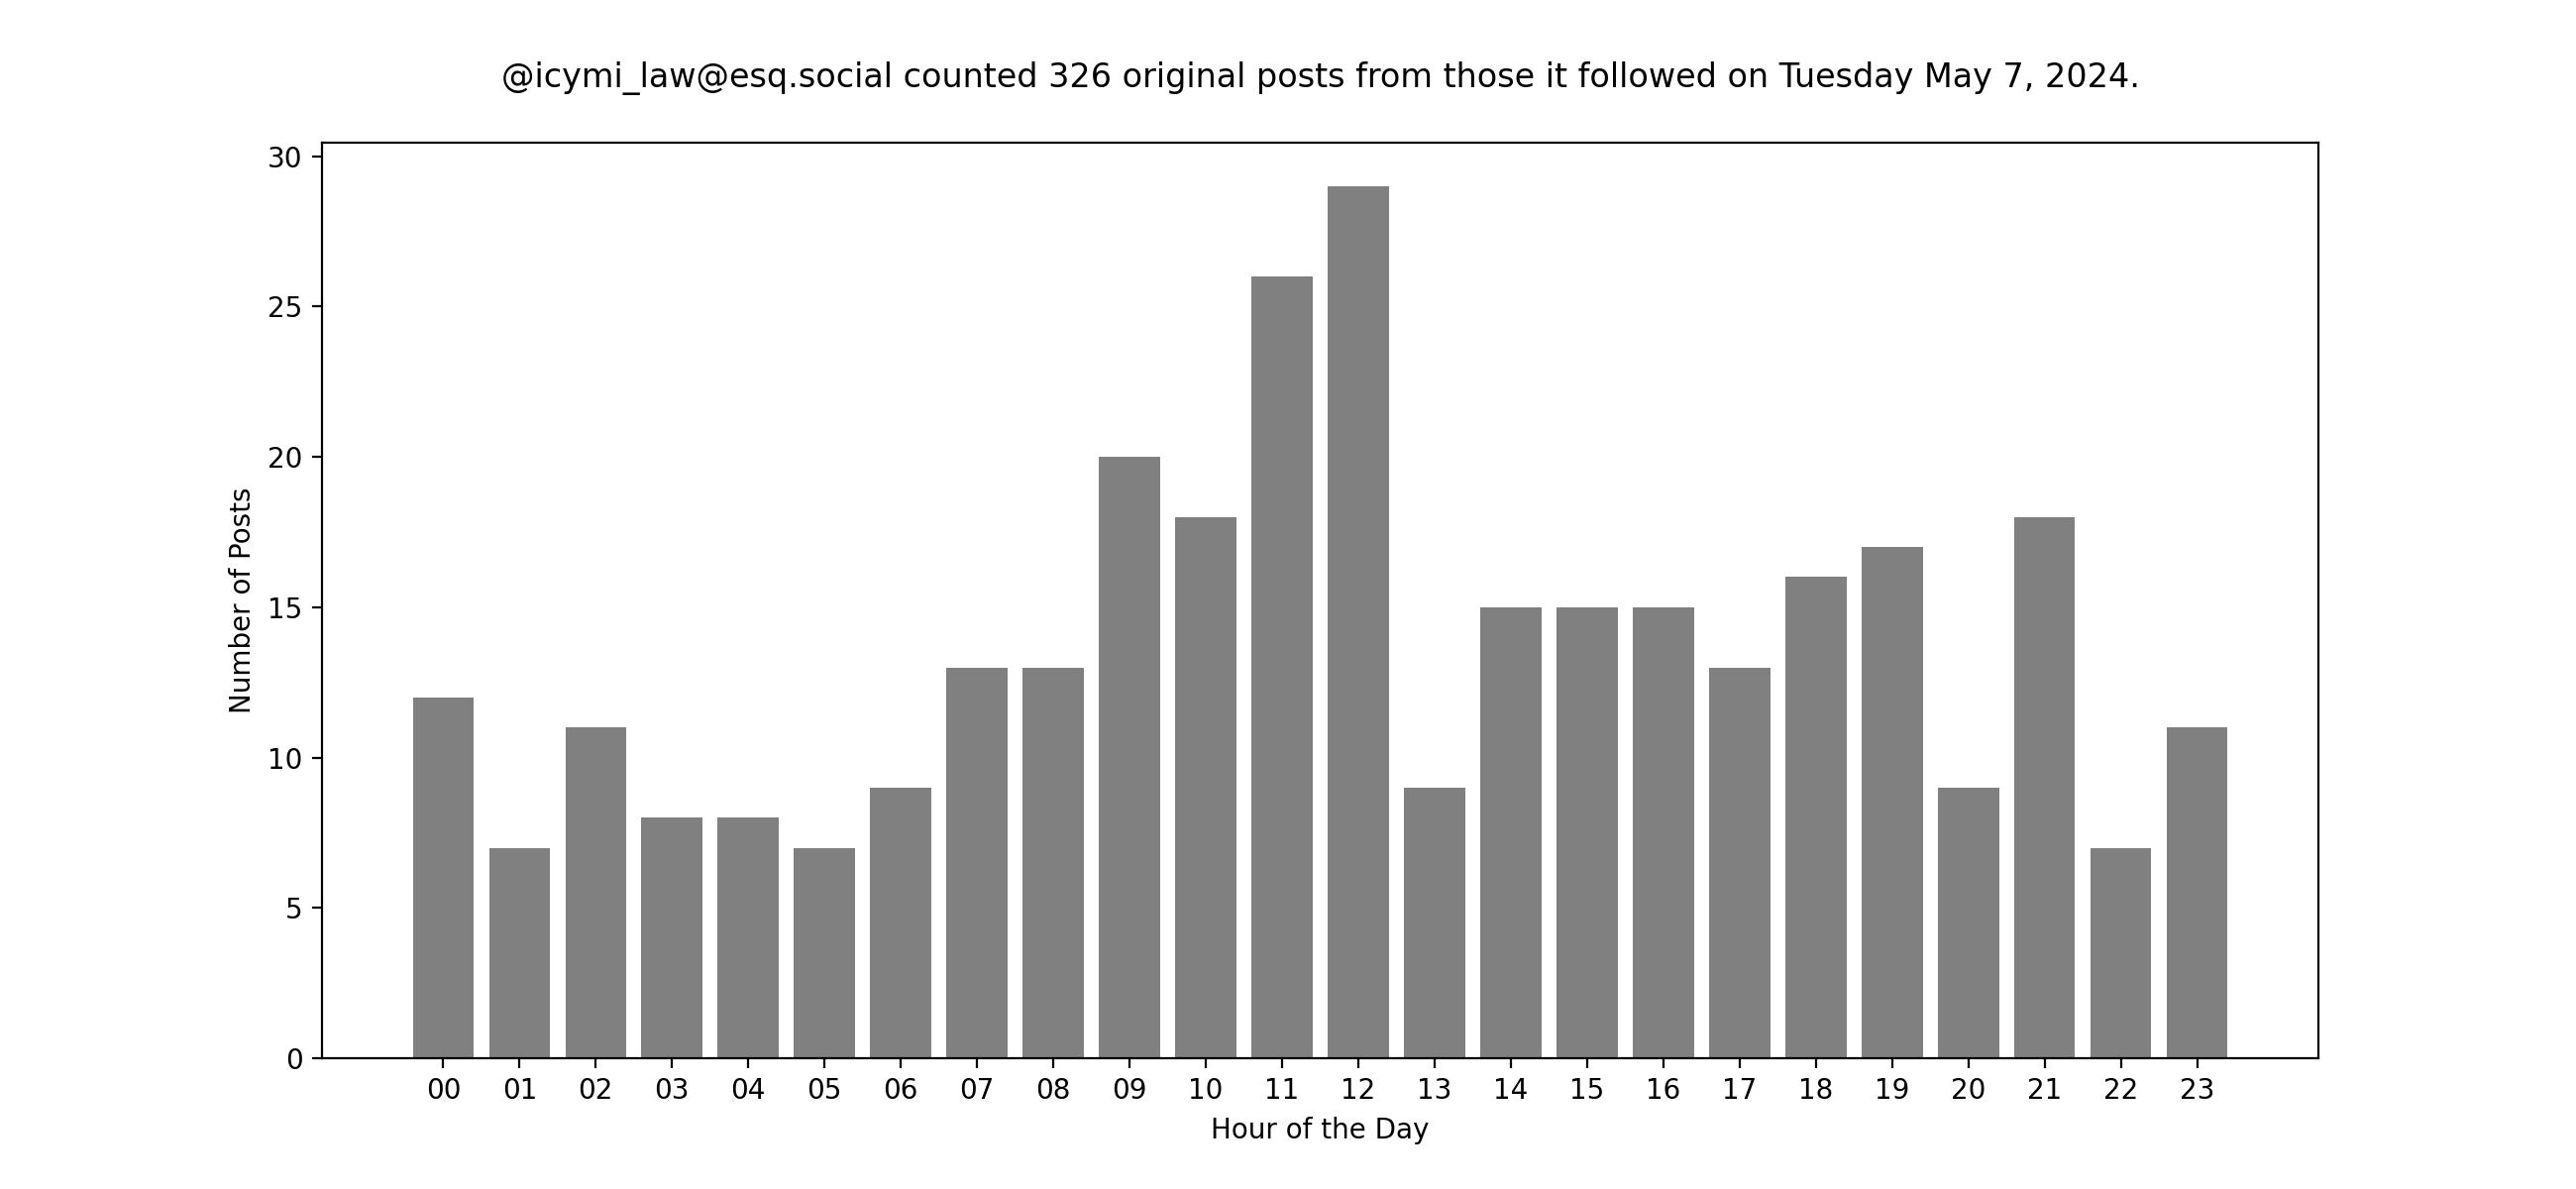 @icymi_law@esq.social counted 326 original posts from those it followed on Tuesday May 7, 2024.
30
25
20
15
10
5
0
Number of Posts
00 01 02 03 04 05 06 07 08 09 10 11 12 13 14 15 16 17 18 19 20 21 22 23
Hour of the Day